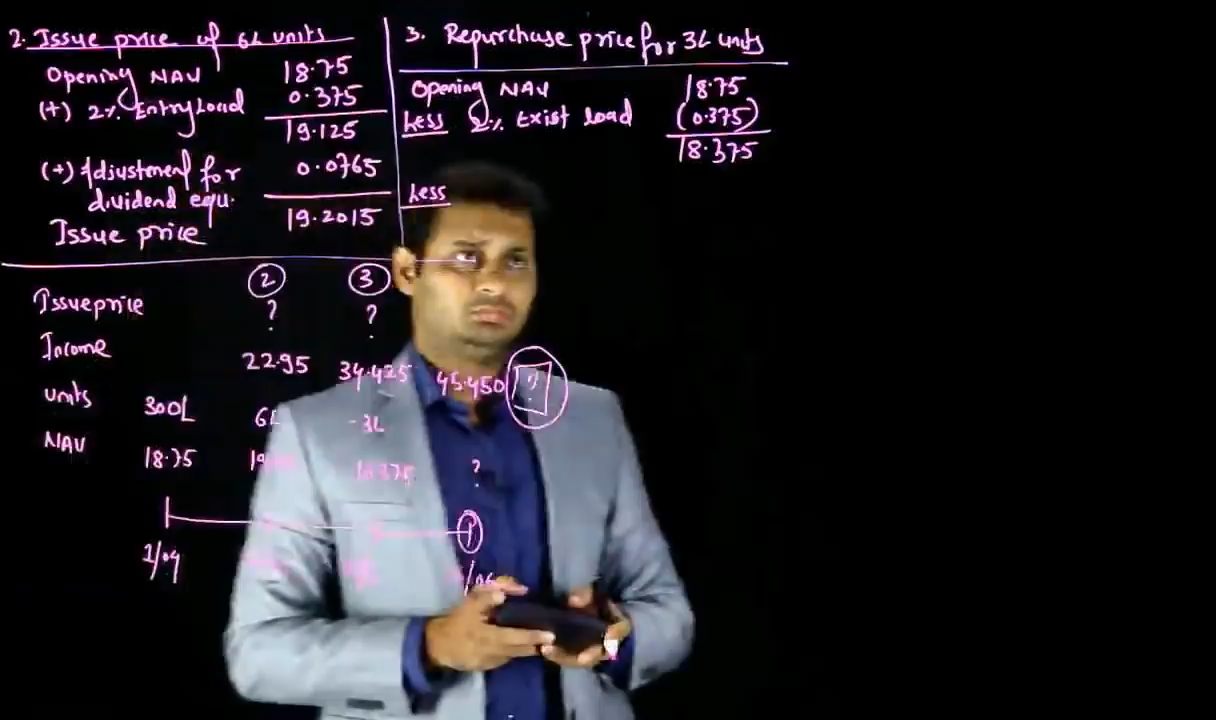 2. Issue price of 6L units
Opening NAV 18.75
(+) 2% Entry Load 0.375
19.125
(+) Adjustment for 0.0765
dividend equ.
19.2015
Issue price
3. Repurchase price for 3L units
Opening NAV 18.75
Less 2% Exist load (0.375)
18.375
Less
2 3
Issue price ? ?
Income 22.95 34.425 45.450 ?
units 300L 6L -3L
NAV 18.75 ?
1/04